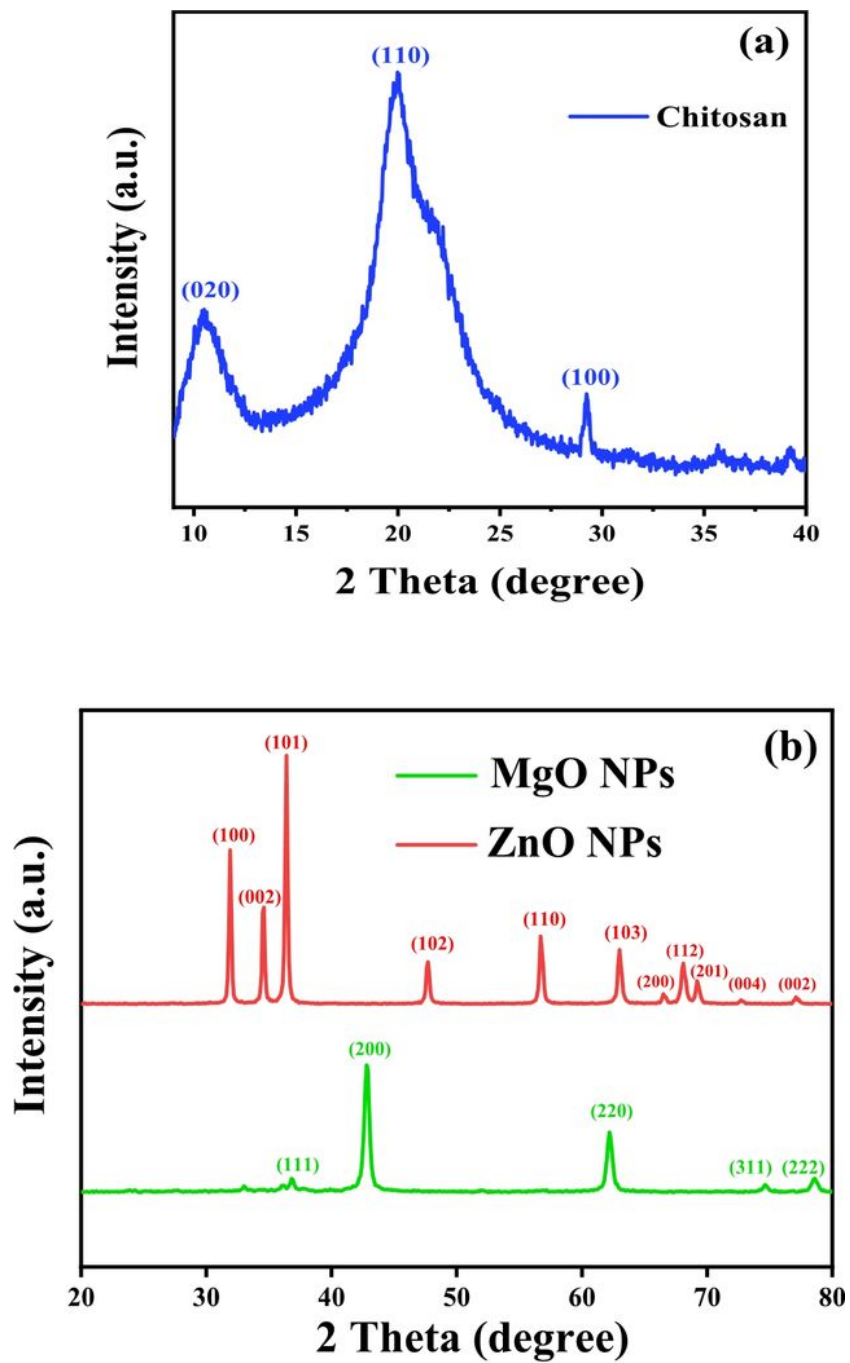 (a)
(110)
Chitosan
(020)
(100)
Intensity (a.u.)
10 15 20 25 30 35 40
2 Theta (degree)
(b)
(101)
MgO NPs
(100)
ZnO NPs
(002)
(102)
(110)
(103)
(112)
(200)
(201)
(004)
(002)
(200)
(220)
(111)
(311)
(222)
Intensity (a.u.)
20 30 40 50 60 70 80
2 Theta (degree)